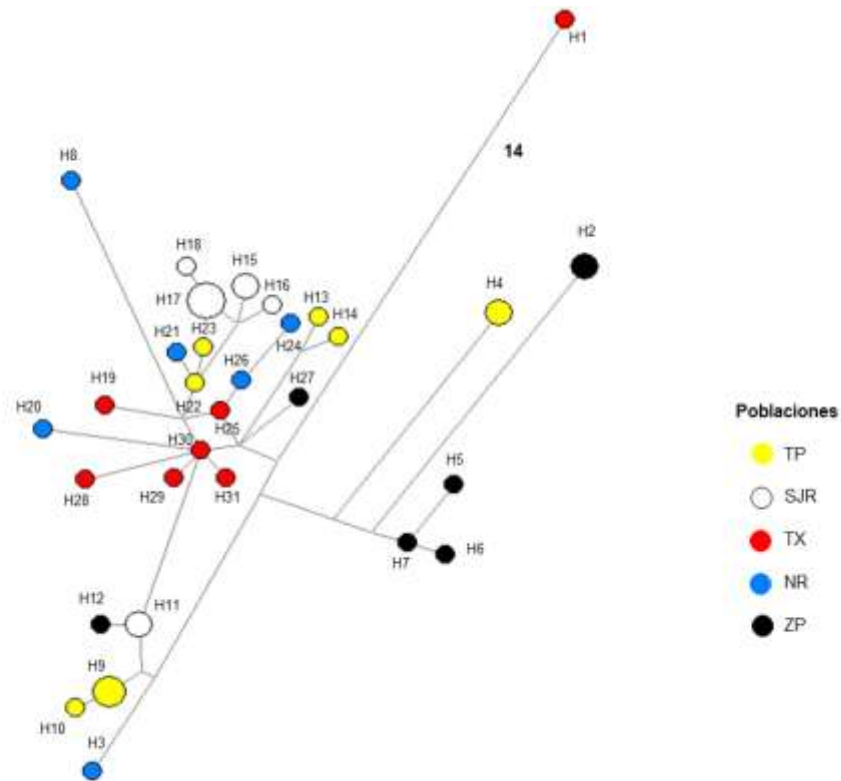 H1
14
H8
H2
H18
H15
H4
H17
H16
H13
H14
H21
H23
H24
H26
H27
H19
H22
H25
H20
H30
Poblaciones
TP
H28
H29
H31
H5
SJR
TX
H7
H6
NR
H12
H11
ZP
H9
H10
H3